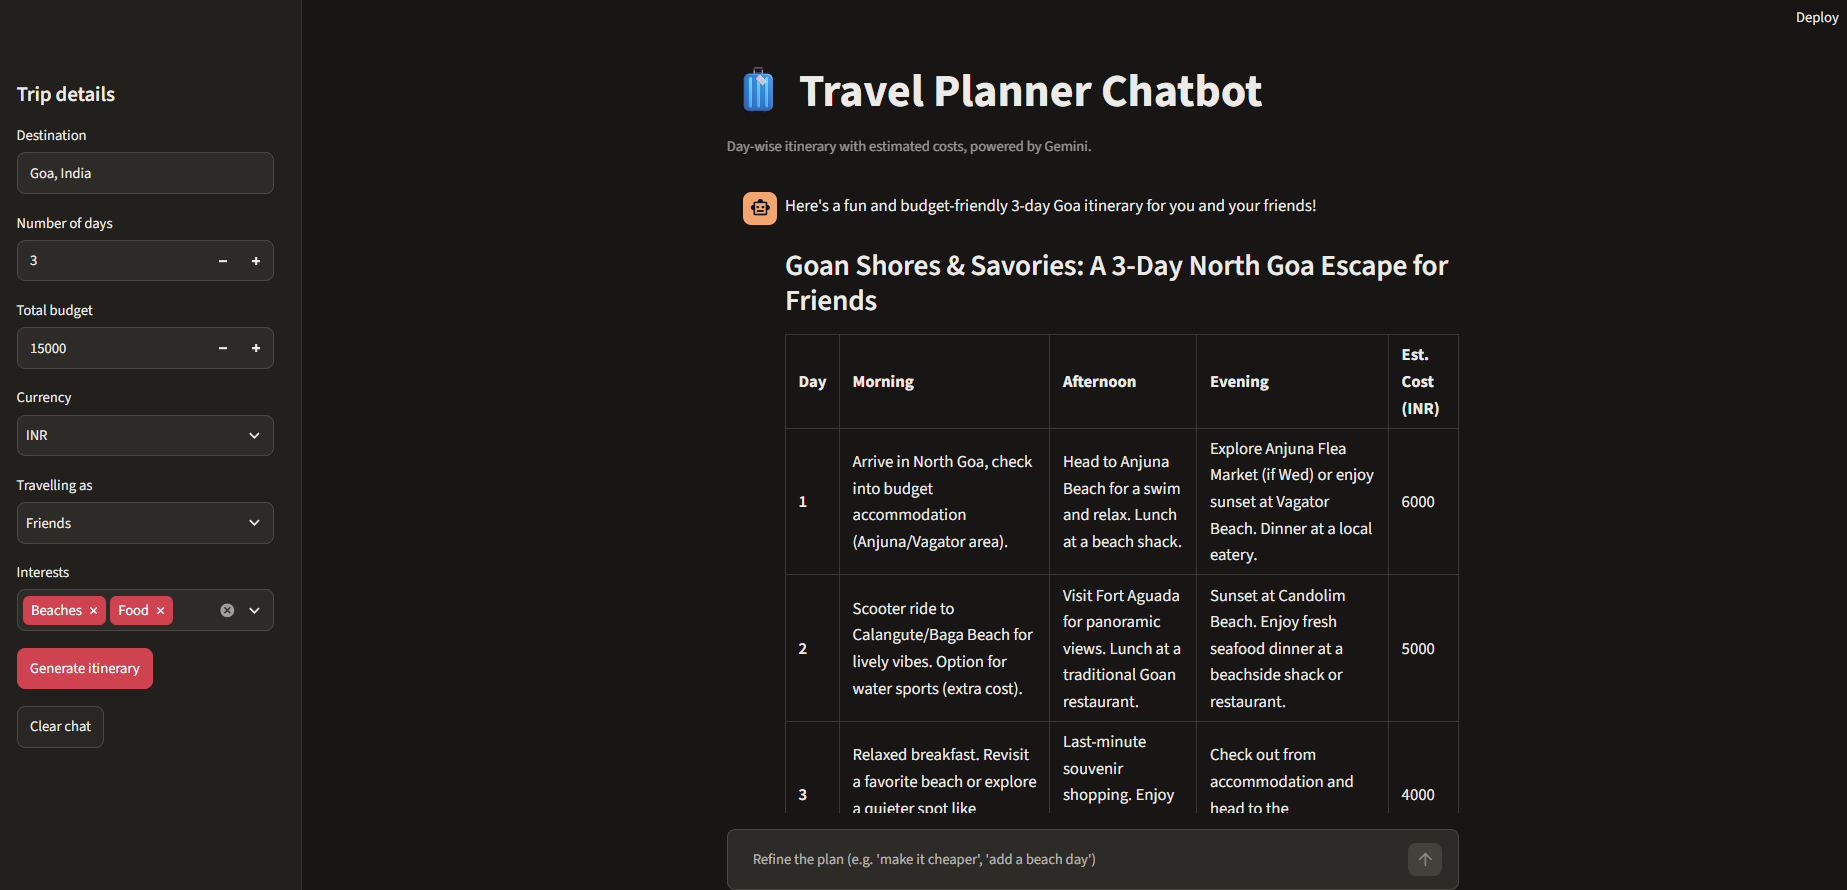 Deploy
Trip details
Destination
Goa, India
Number of days
3
Total budget
15000
Currency
INR
Travelling as
Friends
Interests
Beaches
Food
Generate itinerary
Clear chat
Travel Planner Chatbot
Day-wise itinerary with estimated costs, powered by Gemini.
Here's a fun and budget-friendly 3-day Goa itinerary for you and your friends!
Goan Shores & Savories: A 3-Day North Goa Escape for
Friends
Day
Morning
Afternoon
Evening
Est.
Cost
(INR)
1
Arrive in North Goa, check
into budget
accommodation
(Anjuna/Vagator area).
Head to Anjuna
Beach for a swim
and relax. Lunch
at a beach shack.
Explore Anjuna Flea
Market (if Wed) or enjoy
sunset at Vagator
Beach. Dinner at a local
eatery.
6000
2
Scooter ride to
Calangute/Baga Beach for
lively vibes. Option for
water sports (extra cost).
Visit Fort Aguada
for panoramic
views. Lunch at a
traditional Goan
restaurant.
Sunset at Candolim
Beach. Enjoy fresh
seafood dinner at a
beachside shack or
restaurant.
5000
3
Relaxed breakfast. Revisit
a favorite beach or explore
a quieter spot like
Last-minute
souvenir
shopping. Enjoy
Check out from
accommodation and
head to the
4000
Refine the plan (e.g. 'make it cheaper', 'add a beach day')